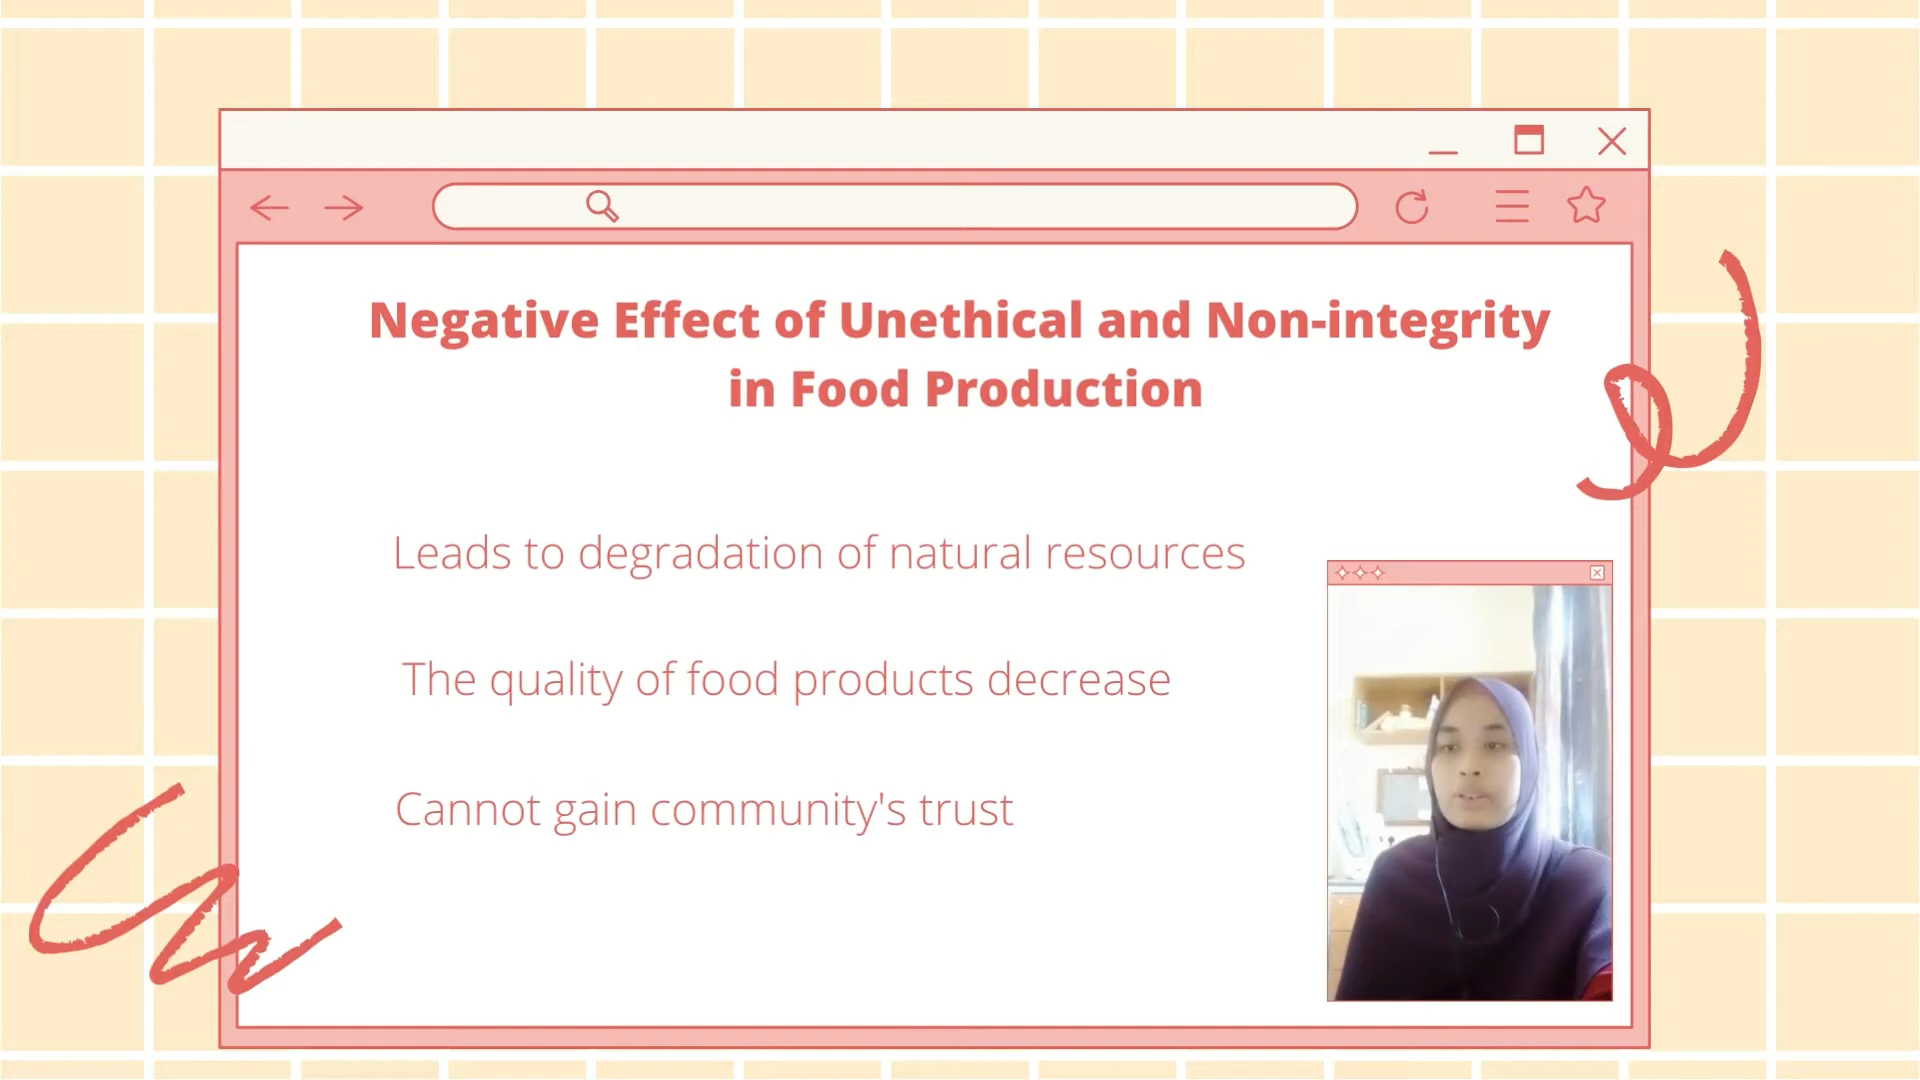 Negative Effect of Unethical and Non-integrity
in Food Production
Leads to degradation of natural resources
The quality of food products decrease
Cannot gain community's trust